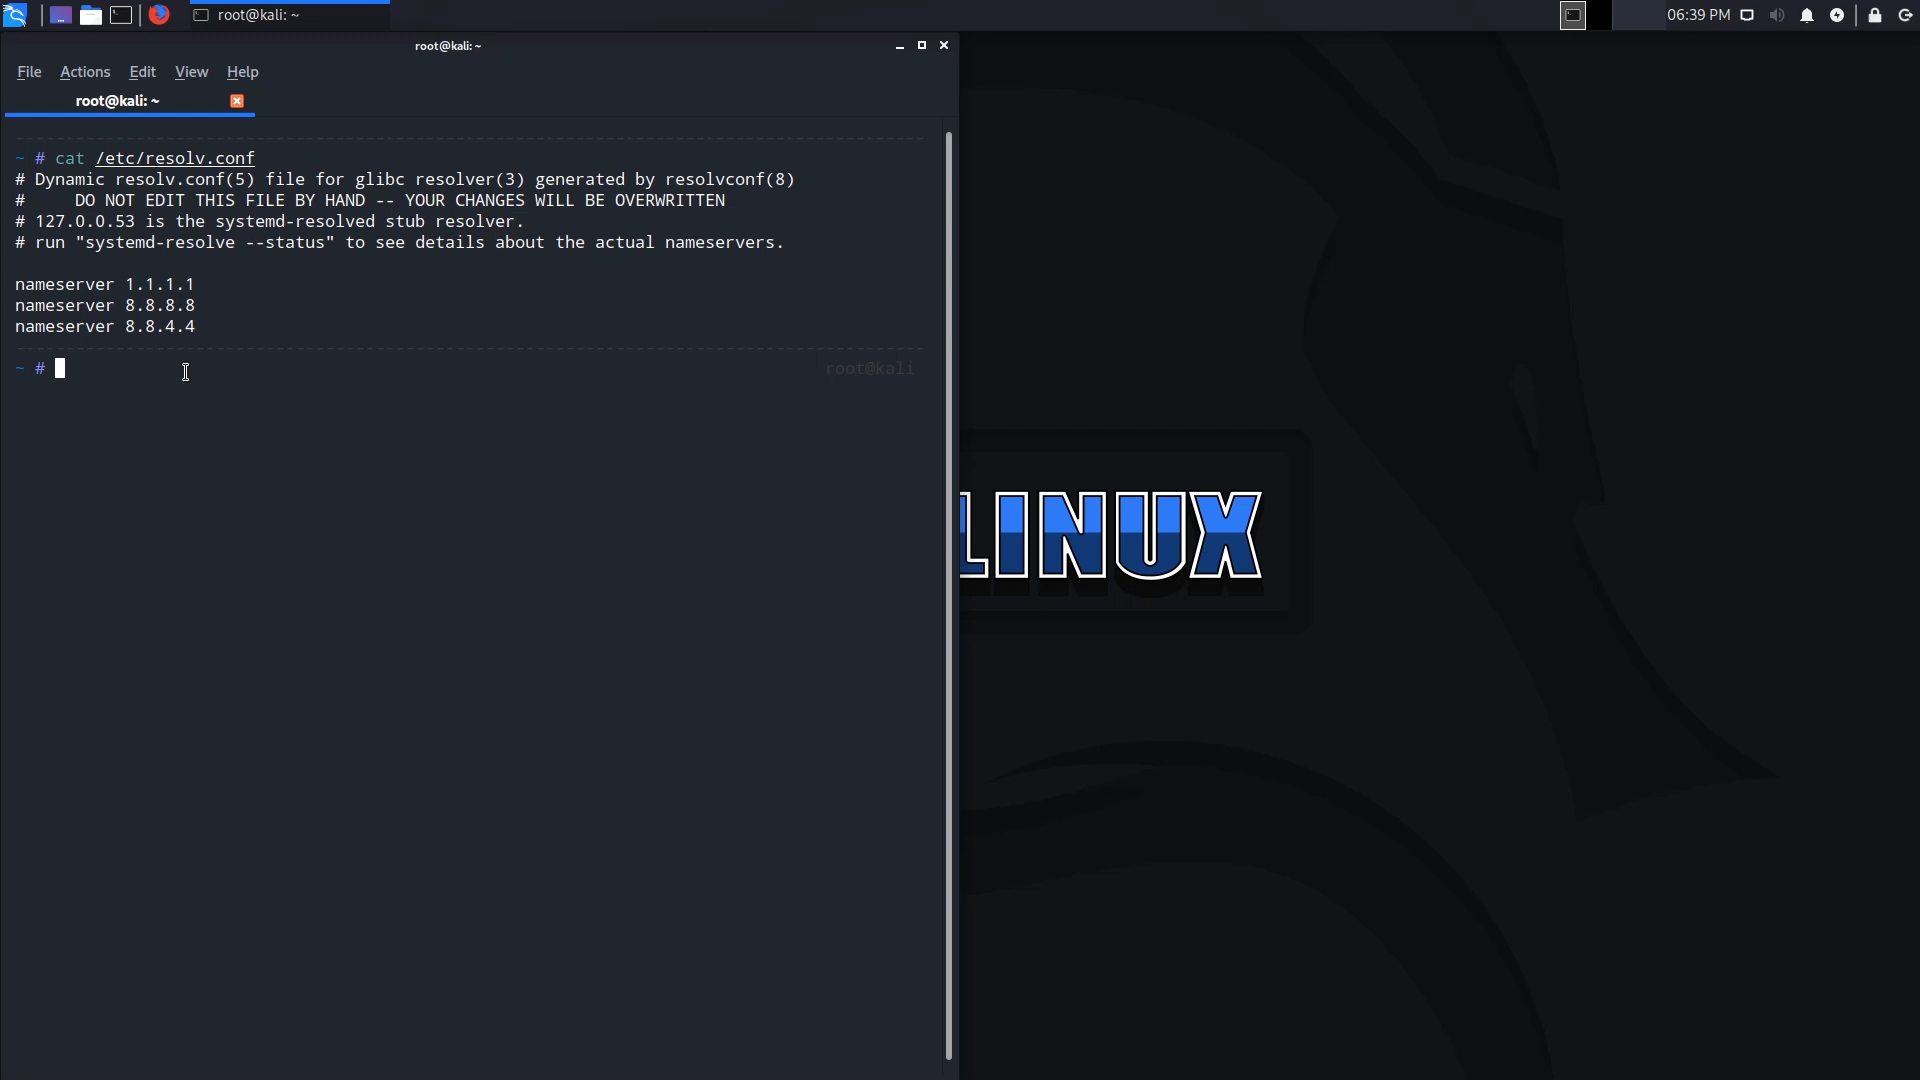 root@kali: ~
06:39 PM
root@kali: ~
File Actions Edit View Help
root@kali: ~
~ # cat /etc/resolv.conf
# Dynamic resolv.conf(5) file for glibc resolver(3) generated by resolvconf(8)
#     DO NOT EDIT THIS FILE BY HAND -- YOUR CHANGES WILL BE OVERWRITTEN
# 127.0.0.53 is the systemd-resolved stub resolver.
# run "systemd-resolve --status" to see details about the actual nameservers.
nameserver 1.1.1.1
nameserver 8.8.8.8
nameserver 8.8.4.4
~ # root@kali
LINUX